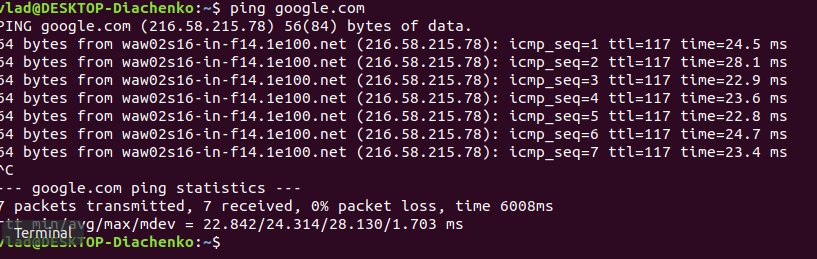 vlad@DESKTOP-Diachenko:~$ ping google.com
PING google.com (216.58.215.78) 56(84) bytes of data.
64 bytes from waw02s16-in-f14.1e100.net (216.58.215.78): icmp_seq=1 ttl=117 time=24.5 ms
64 bytes from waw02s16-in-f14.1e100.net (216.58.215.78): icmp_seq=2 ttl=117 time=28.1 ms
64 bytes from waw02s16-in-f14.1e100.net (216.58.215.78): icmp_seq=3 ttl=117 time=22.9 ms
64 bytes from waw02s16-in-f14.1e100.net (216.58.215.78): icmp_seq=4 ttl=117 time=23.6 ms
64 bytes from waw02s16-in-f14.1e100.net (216.58.215.78): icmp_seq=5 ttl=117 time=22.8 ms
64 bytes from waw02s16-in-f14.1e100.net (216.58.215.78): icmp_seq=6 ttl=117 time=24.7 ms
64 bytes from waw02s16-in-f14.1e100.net (216.58.215.78): icmp_seq=7 ttl=117 time=23.4 ms
^C
--- google.com ping statistics ---
7 packets transmitted, 7 received, 0% packet loss, time 6008ms
rtt min/avg/max/mdev = 22.842/24.314/28.130/1.703 ms
Terminal
vlad@DESKTOP-Diachenko:~$